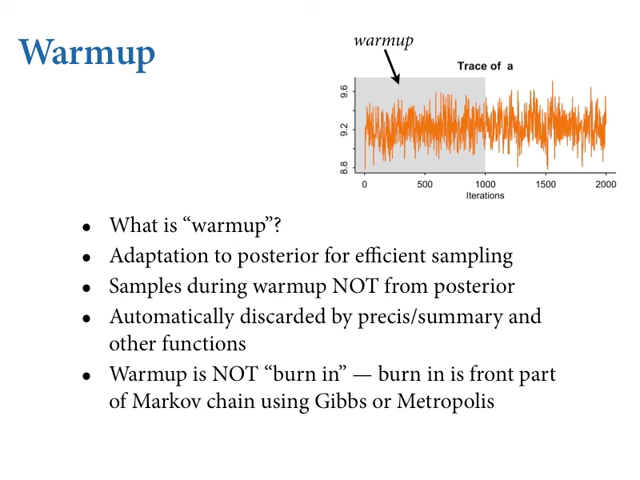 Warmup
warmup
Trace of a
9.6
9.2
8.8
0 500 1000 1500 2000
Iterations
• What is “warmup”?
• Adaptation to posterior for efficient sampling
• Samples during warmup NOT from posterior
• Automatically discarded by precis/summary and
other functions
• Warmup is NOT “burn in” — burn in is front part
of Markov chain using Gibbs or Metropolis